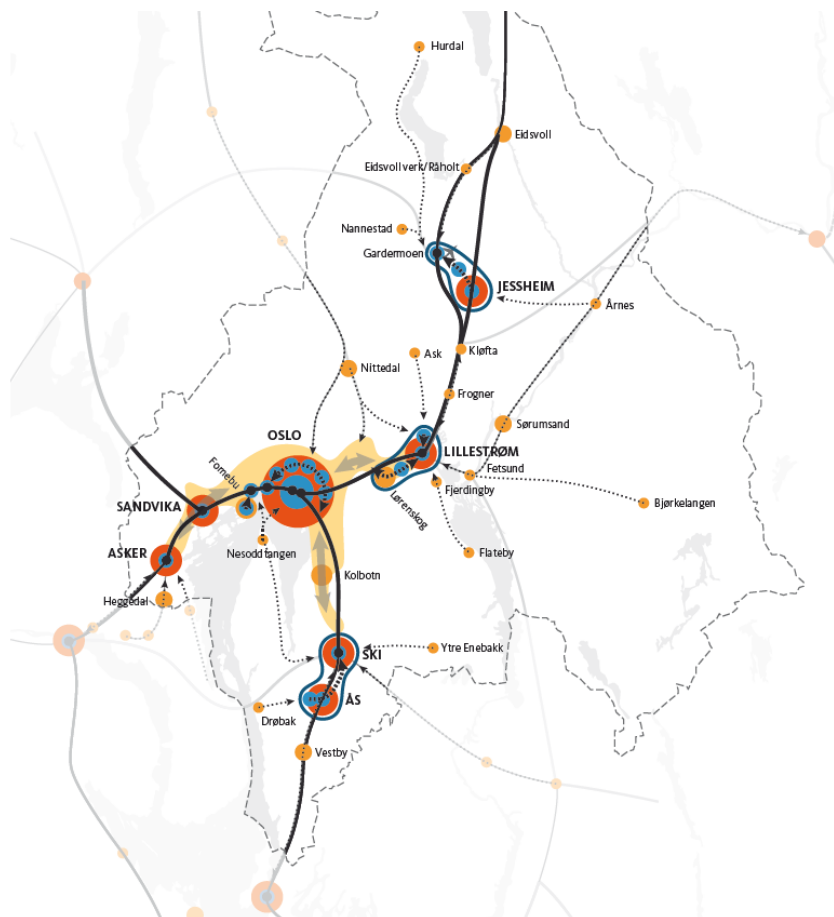 Hurdal
Eidsvoll
Eidsvoll verk/Råholt
Nannestad
Gardermoen
JESSHEIM
Årnes
Kløfta
Ask
Nittedal
Frogner
Sørumsand
OSLO
LILLESTRØM
Fetsund
Fornebu
Fjerdingby
Lørenskog
Bjørkelangen
SANDVIKA
ASKER
Nesoddtangen
Flateby
Kolbotn
Heggedal
Ytre Enebakk
SKI
ÅS
Drøbak
Vestby